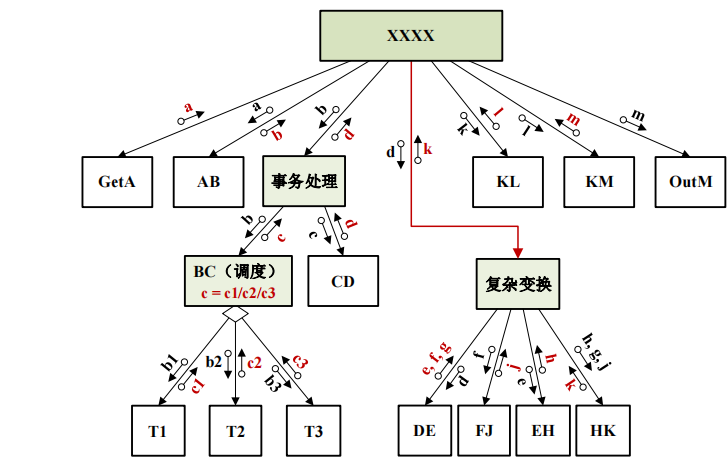 XXXX
a
a
b
b
d
d
k
k
l
l
m
m
GetA
AB
事务处理
KL
KM
OutM
b
c
c
d
BC（调度）
c = c1/c2/c3
CD
复杂变换
b1
c1
b2
c2
c3
b3
e, f, g
d
f
j
h
e
h, g, j
k
T1
T2
T3
DE
FJ
EH
HK